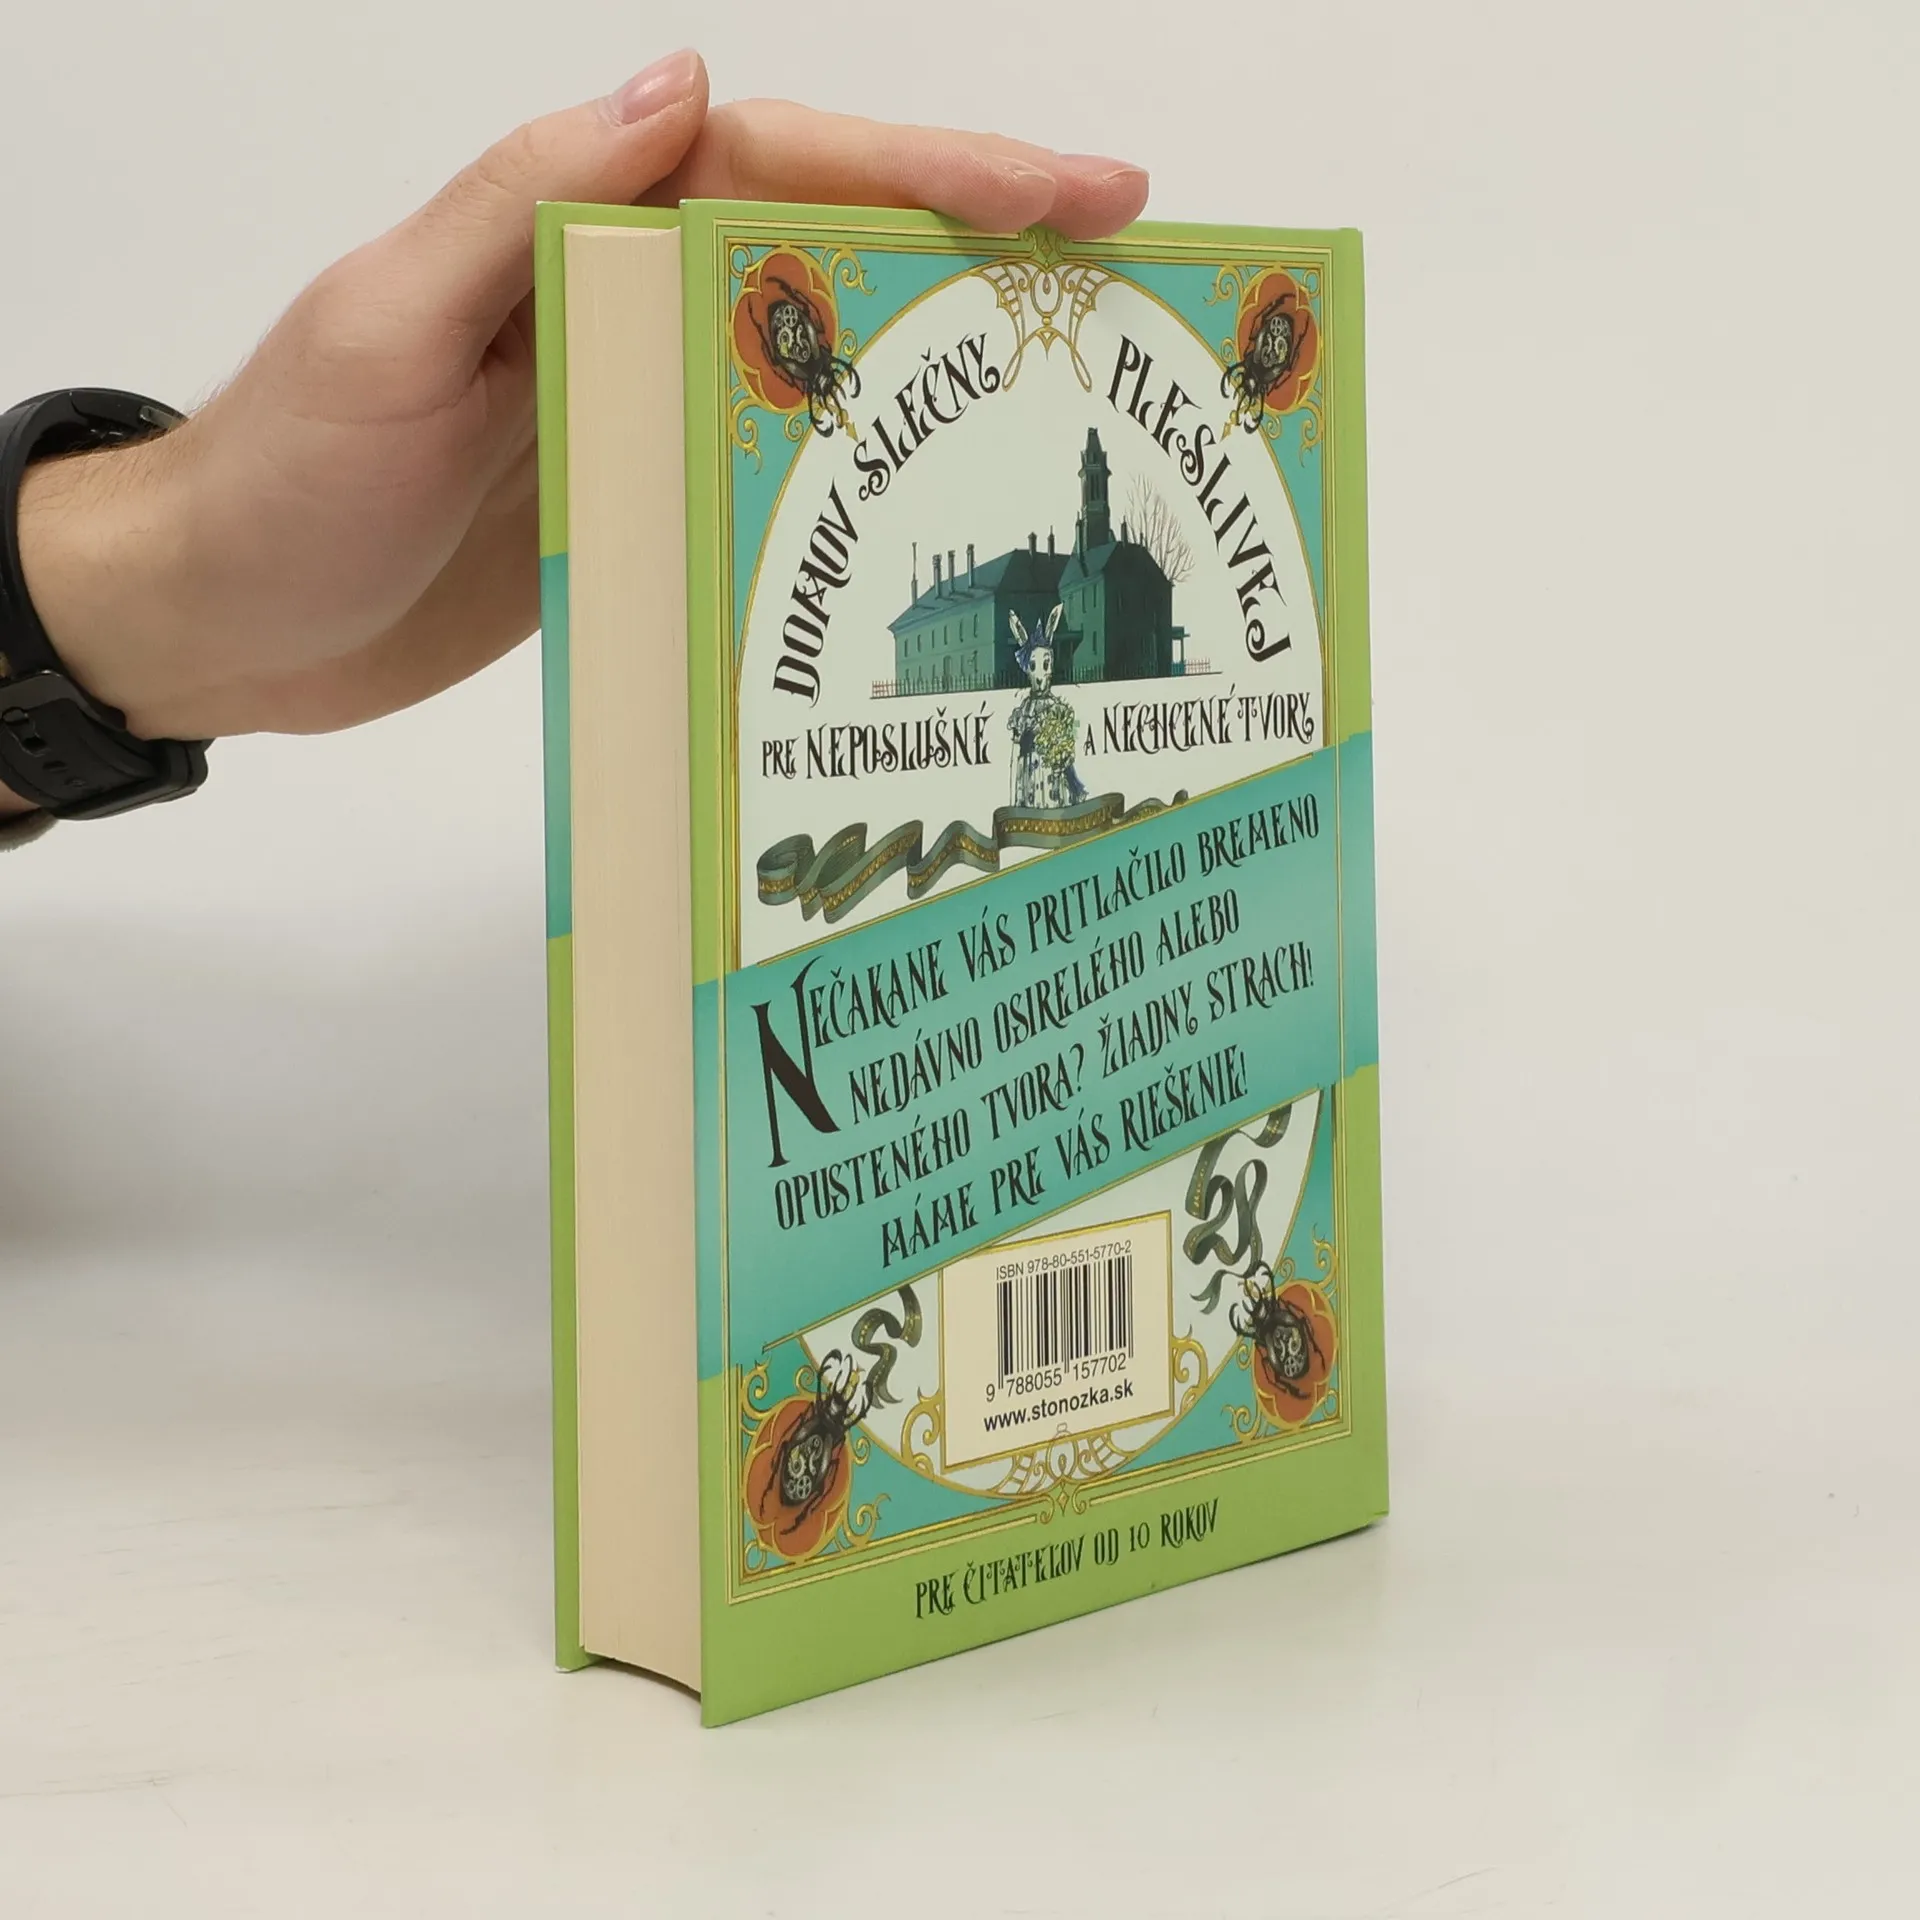 DOMOV SLEČNY PLESIVEJ
PRE NEPOSLUŠNÉ A NECHCENÉ TVORY
NEČAKANE VÁS PRITLAČILO BREMENO
NEDÁVNO OSIRELÉHO ALEBO
OPUSTENÉHO TVORA? ŽIADNY STRACH!
MÁME PRE VÁS RIEŠENIE!
ISBN 978-80-551-5770-2
9 788055 157702
www.stonozka.sk
PRE ČITATEĽOV OD 10 ROKOV